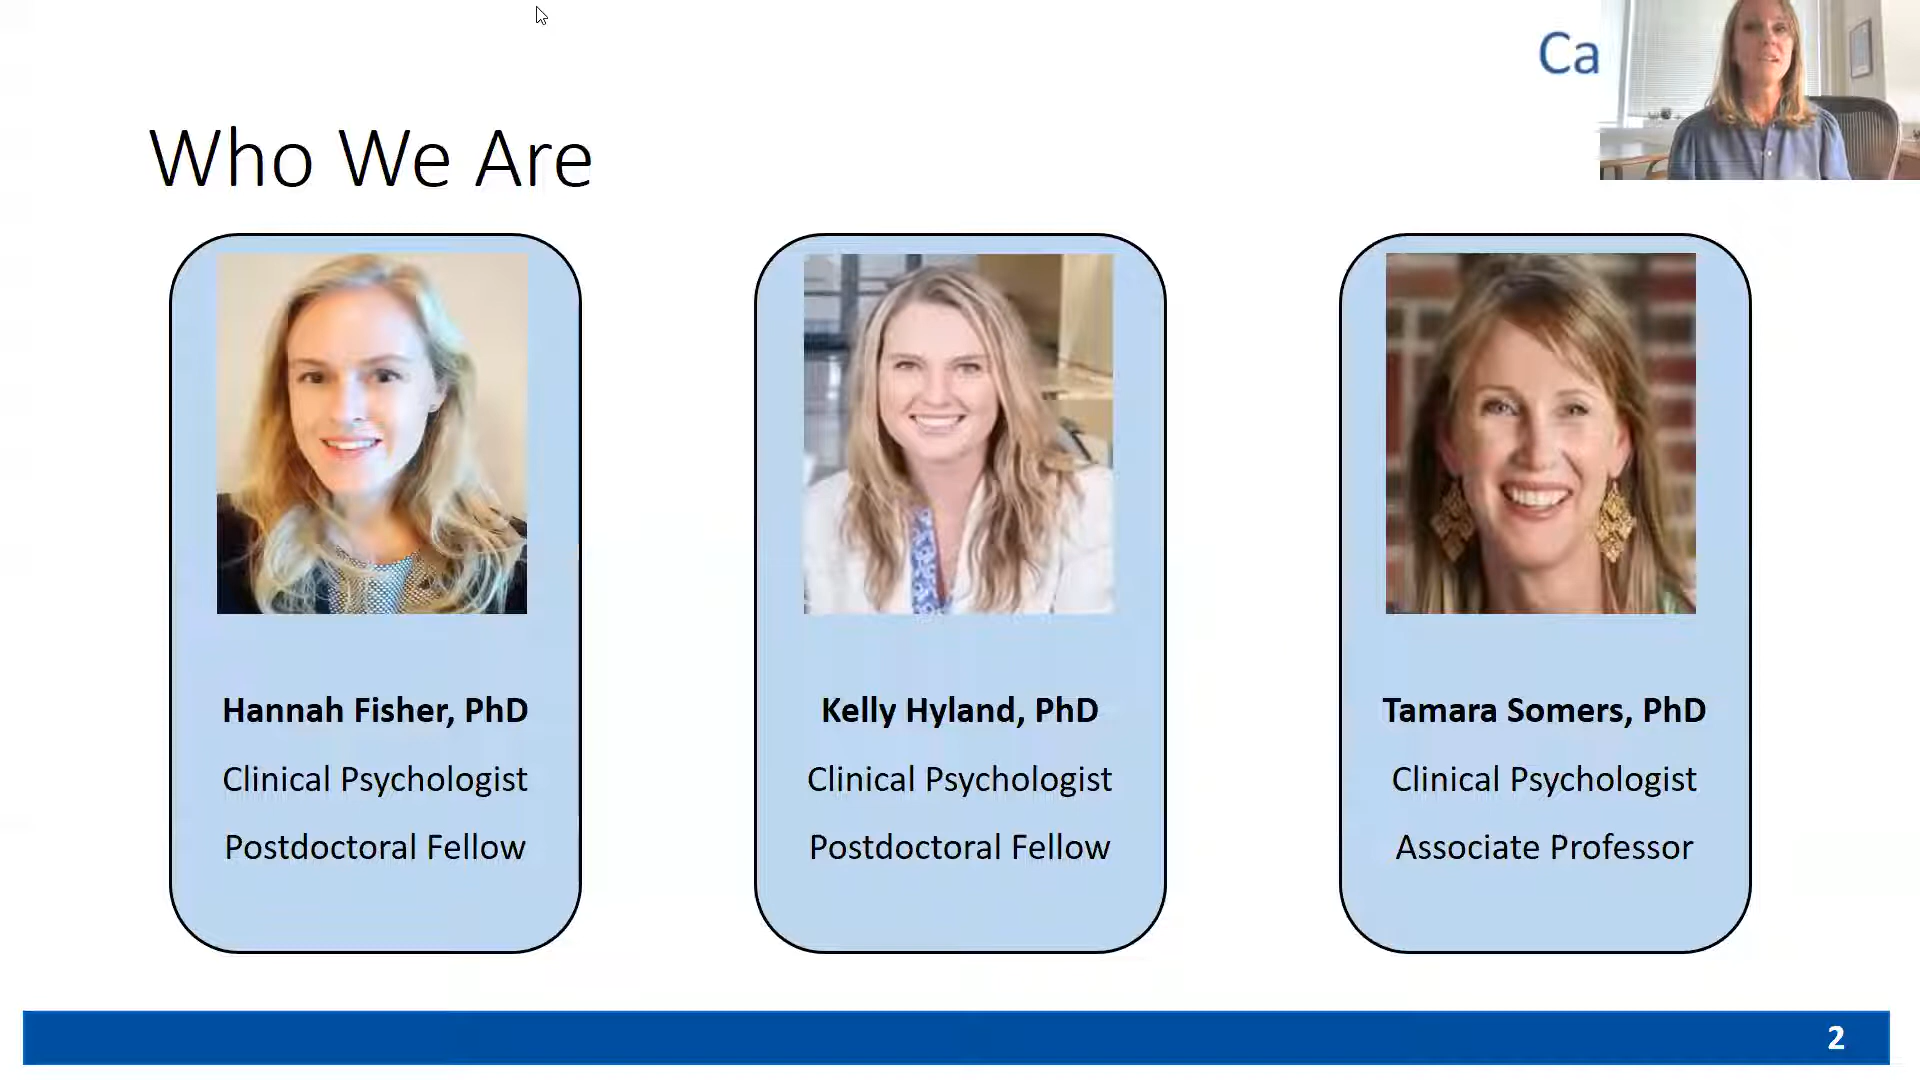 Ca
Who We Are
Hannah Fisher, PhD
Clinical Psychologist
Postdoctoral Fellow
Kelly Hyland, PhD
Clinical Psychologist
Postdoctoral Fellow
Tamara Somers, PhD
Clinical Psychologist
Associate Professor
2